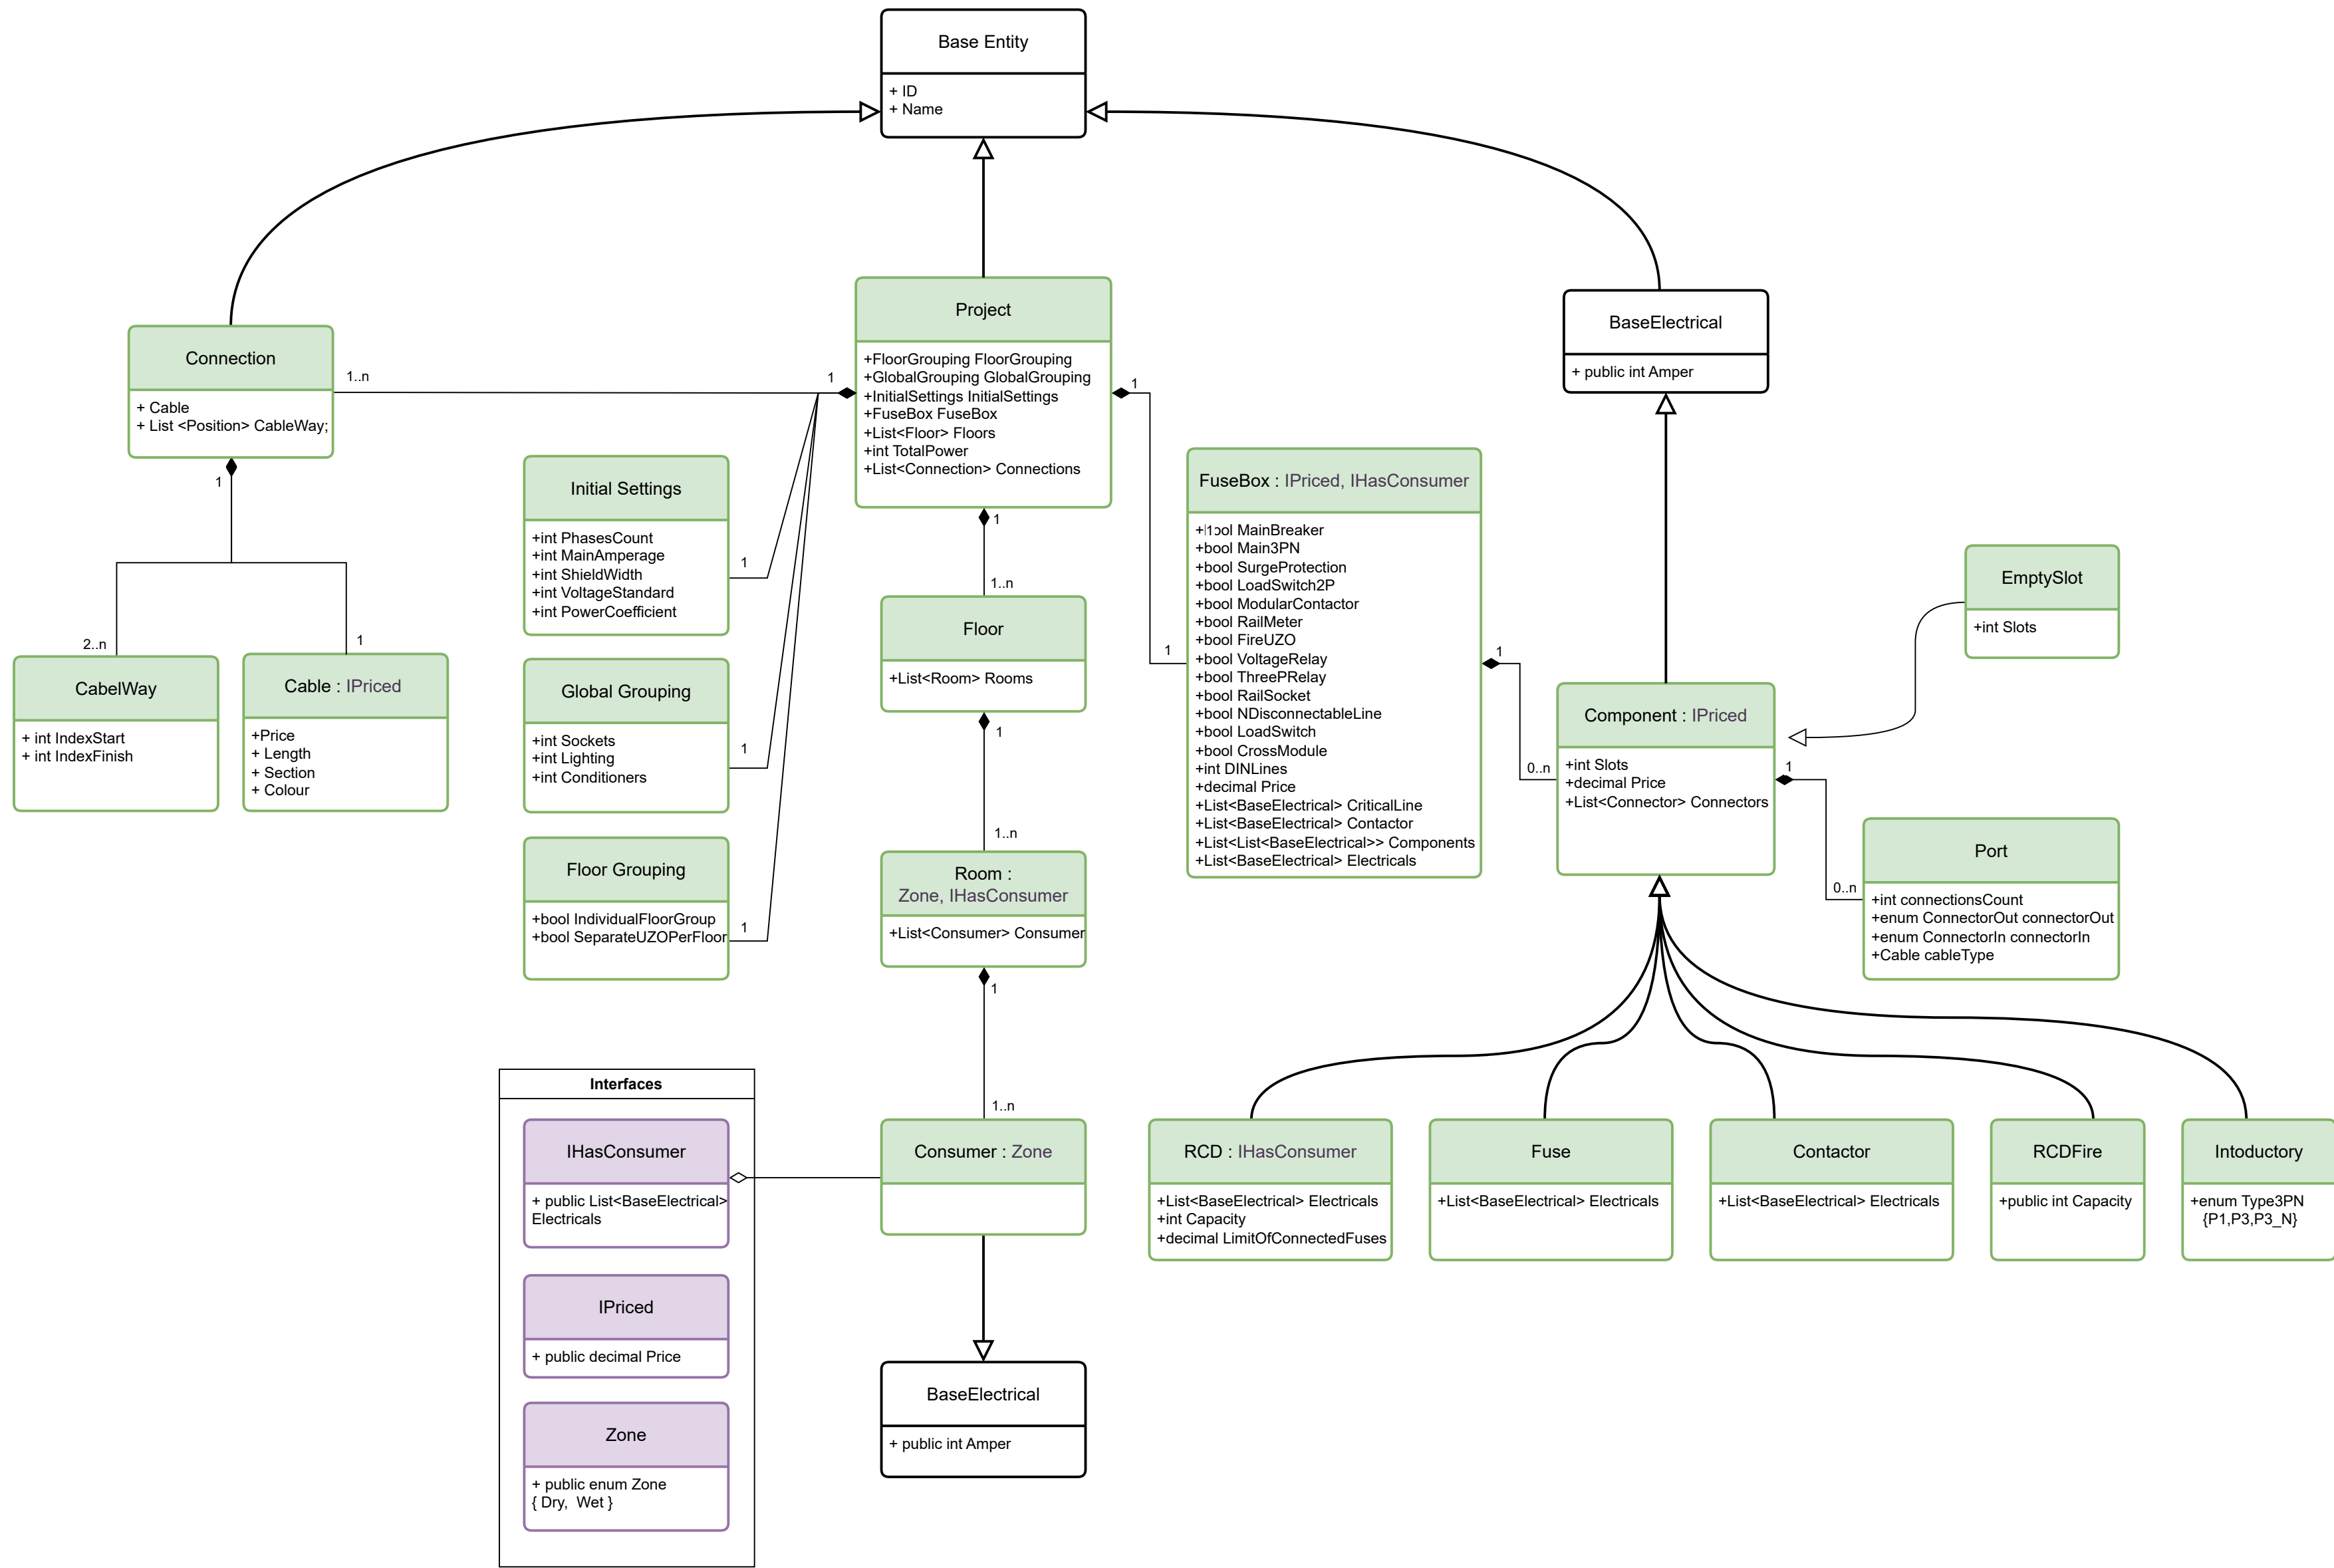 Base Entity
+ ID
+ Name
Project
+FloorGrouping FloorGrouping
+GlobalGrouping GlobalGrouping
+InitialSettings InitialSettings
+FuseBox FuseBox
+List<Floor> Floors
+int TotalPower
+List<Connection> Connections
BaseElectrical
+ public int Amper
Connection
+ Cable
+ List <Position> CableWay;
1..n
1
1
1
Initial Settings
+int PhasesCount
+int MainAmperage
+int ShieldWidth
+int VoltageStandard
+int PowerCoefficient
1
FuseBox : IPriced, IHasConsumer
1
bool MainBreaker
+bool Main3PN
+bool SurgeProtection
+bool LoadSwitch2P
+bool ModularContactor
+bool RailMeter
+bool FireUZO
+bool VoltageRelay
+bool ThreePRelay
+bool RailSocket
+bool NDisconnectableLine
+bool LoadSwitch
+bool CrossModule
+int DINLines
+decimal Price
+List<BaseElectrical> CriticalLine
+List<BaseElectrical> Contactor
+List<List<BaseElectrical>> Components
+List<BaseElectrical> Electricals
1
1..n
Floor
+List<Room> Rooms
EmptySlot
+int Slots
2..n
1
CabelWay
+ int IndexStart
+ int IndexFinish
Cable : IPriced
+Price
+ Length
+ Section
+ Colour
Global Grouping
+int Sockets
+int Lighting
+int Conditioners
1
1
1
1
0..n
Component : IPriced
+int Slots
+decimal Price
+List<Connector> Connectors
1
Floor Grouping
+bool IndividualFloorGroup
+bool SeparateUZOPerFloor
1
1..n
Room :
Zone, IHasConsumer
+List<Consumer> Consumer
1
0..n
Port
+int connectionsCount
+enum ConnectorOut connectorOut
+enum ConnectorIn connectorIn
+Cable cableType
Interfaces
IHasConsumer
+ public List<BaseElectrical>
Electricals
IPriced
+ public decimal Price
Zone
+ public enum Zone
{ Dry,  Wet }
1..n
Consumer : Zone
RCD : IHasConsumer
+List<BaseElectrical> Electricals
+int Capacity
+decimal LimitOfConnectedFuses
Fuse
+List<BaseElectrical> Electricals
Contactor
+List<BaseElectrical> Electricals
RCDFire
+public int Capacity
Intoductory
+enum Type3PN
{P1,P3,P3_N}
BaseElectrical
+ public int Amper